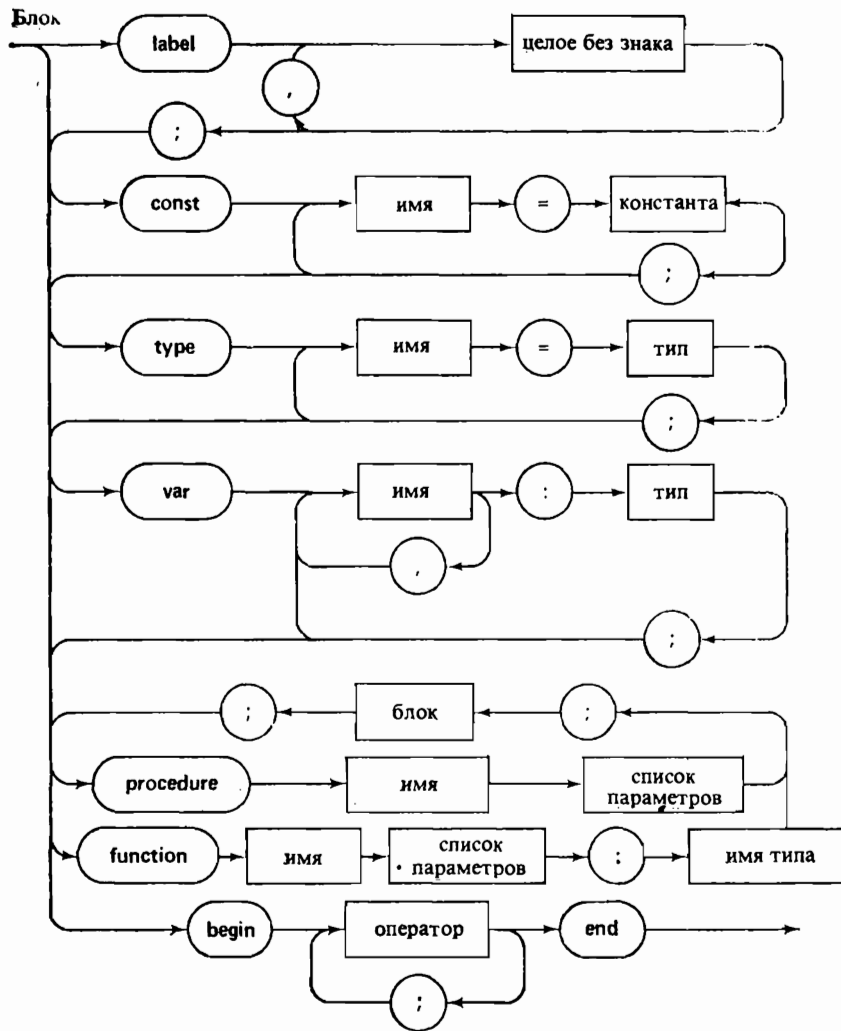 Блок
label
целое без знака
,
;
const
имя
=
константа
;
type
имя
=
тип
;
var
имя
:
тип
,
;
;
блок
;
procedure
имя
список
параметров
function
имя
список
параметров
:
имя типа
begin
оператор
end
;